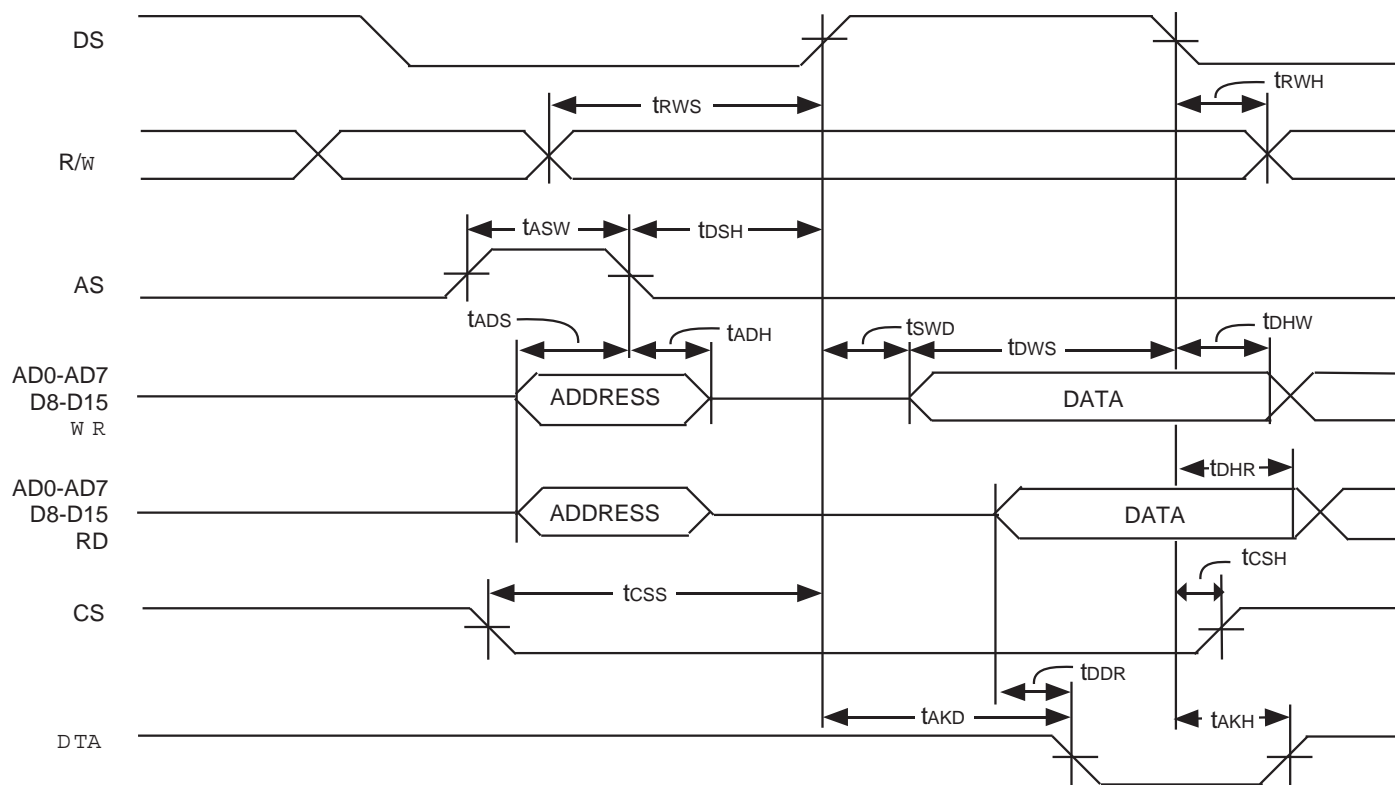 DS
tRWH
tRWS
R/W
tASW
tDSH
AS
tADS
tADH
tSWD
tDWS
tDHW
AD0-AD7
D8-D15
WR
ADDRESS
DATA
tDHR
AD0-AD7
D8-D15
RD
ADDRESS
DATA
tCSH
CS
tCSS
tDDR
tAKD
tAKH
DTA